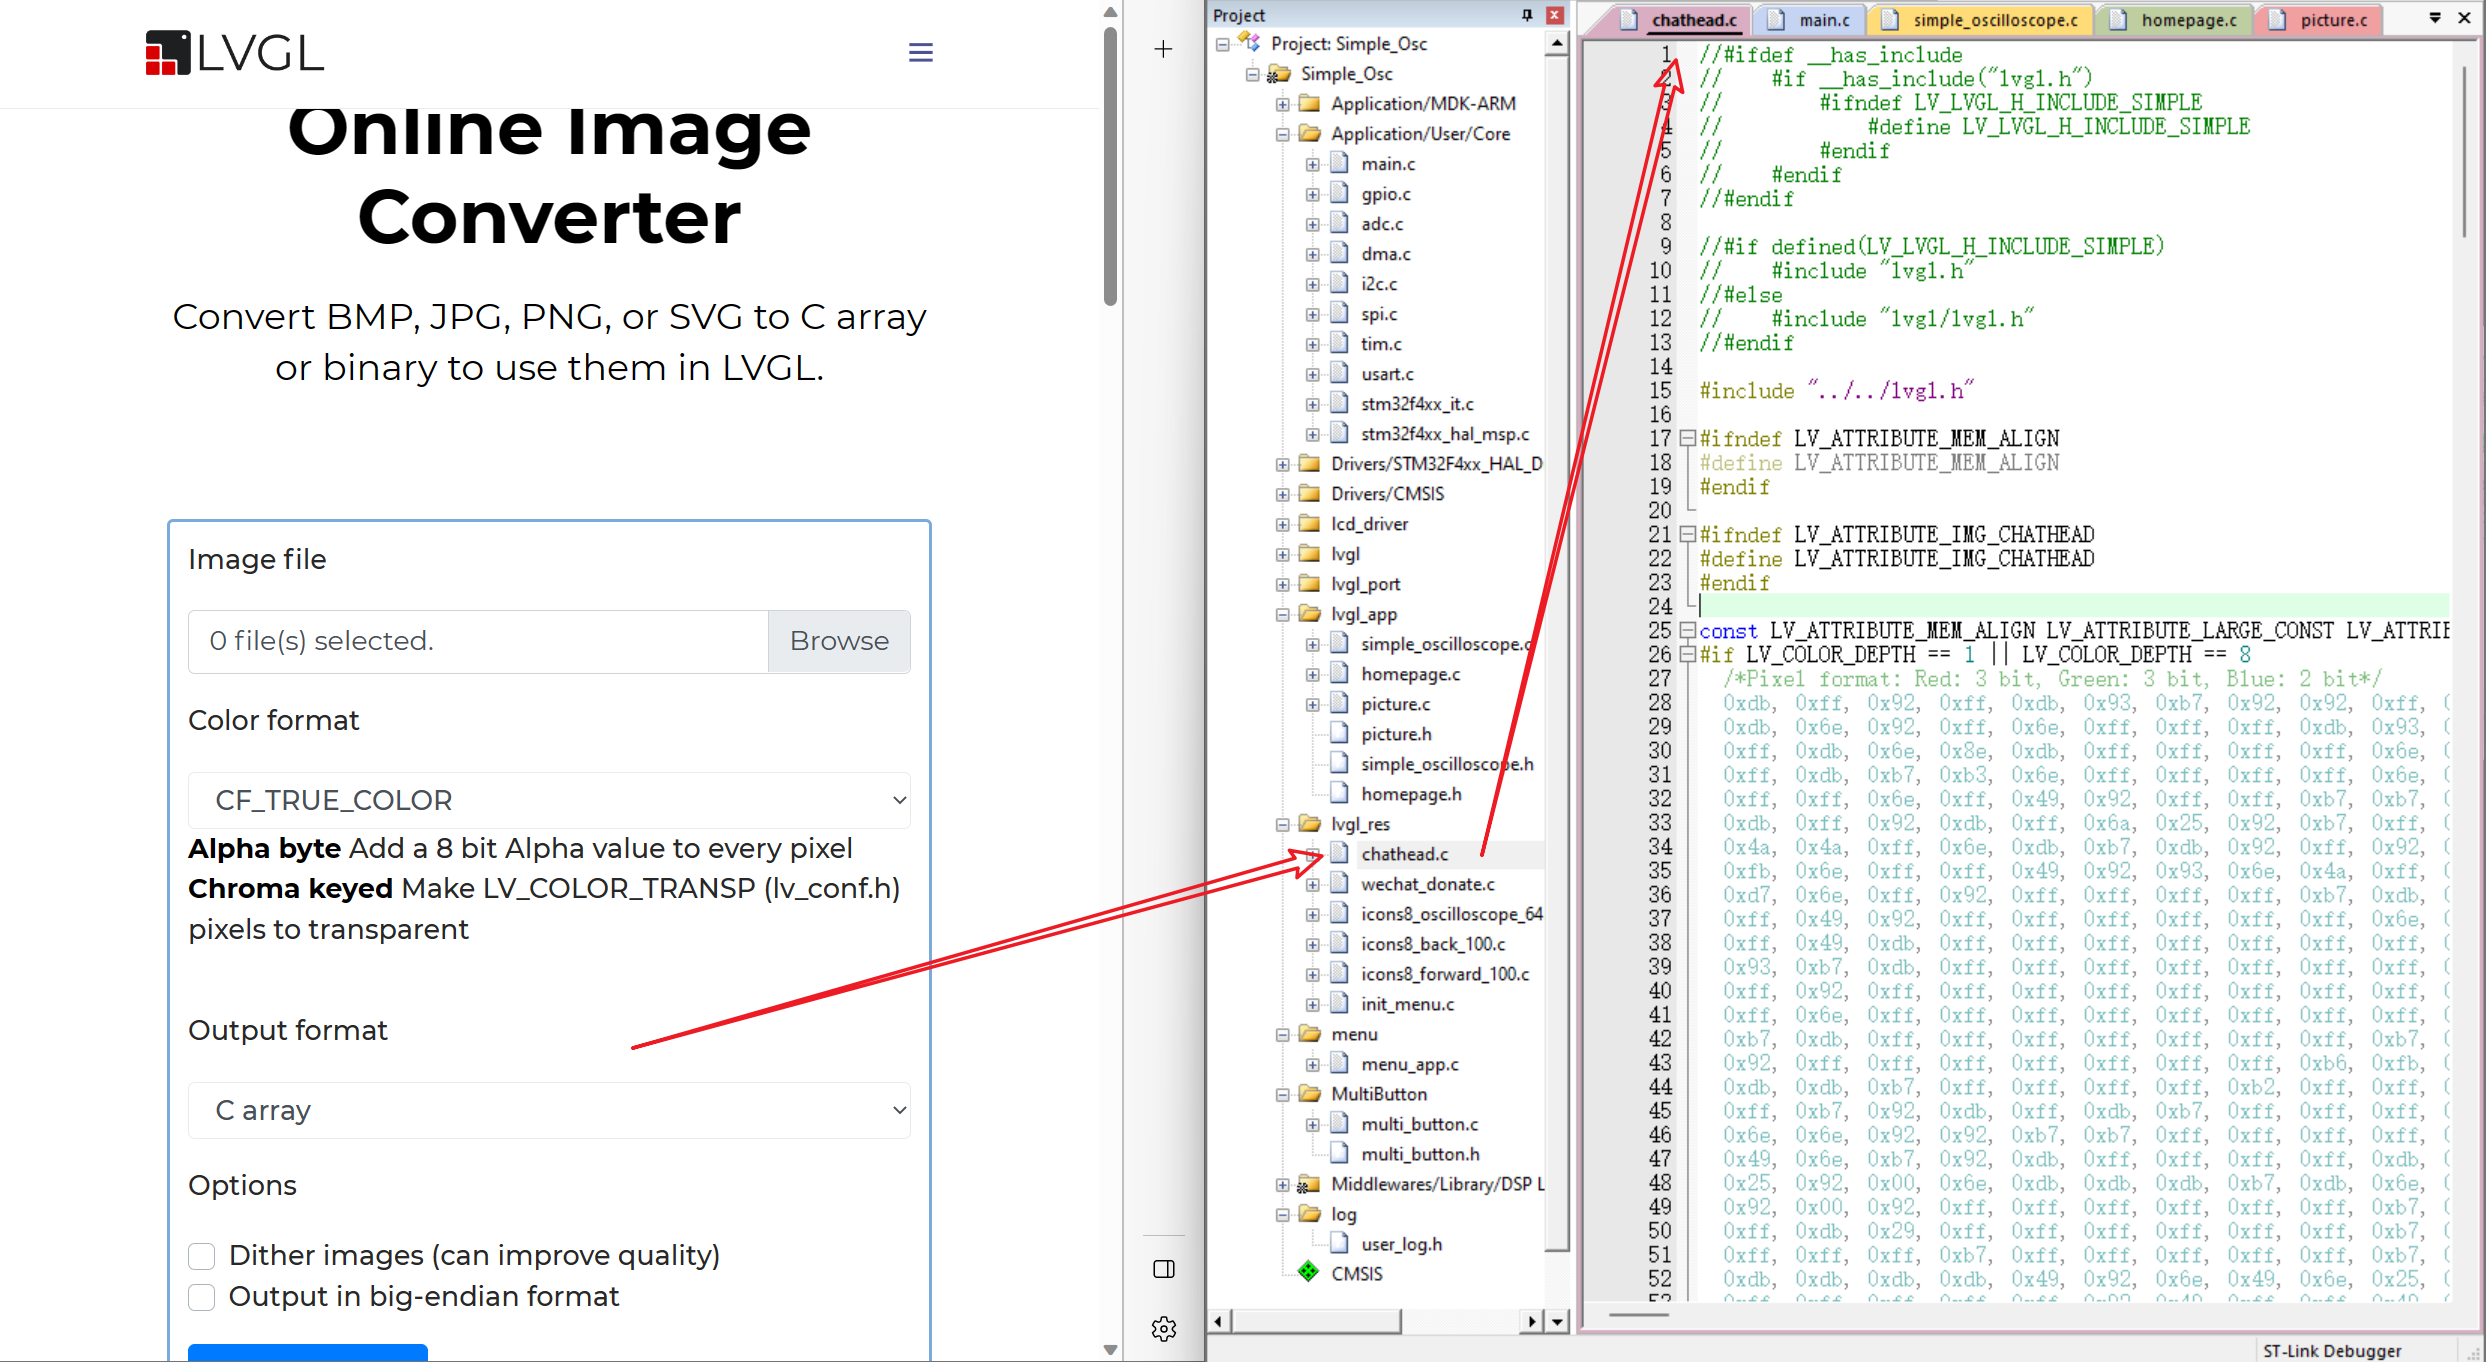 LVGL
Online Image
Converter
Convert BMP, JPG, PNG, or SVG to C array
or binary to use them in LVGL.
Image file
0 file(s) selected.
Browse
Color format
CF_TRUE_COLOR
Alpha byte Add a 8 bit Alpha value to every pixel
Chroma keyed Make LV_COLOR_TRANSP (lv_conf.h)
pixels to transparent
Output format
C array
Options
Dither images (can improve quality)
Output in big-endian format
Project
Project: Simple_Osc
Simple_Osc
Application/MDK-ARM
Application/User/Core
main.c
gpio.c
adc.c
dma.c
i2c.c
spi.c
tim.c
usart.c
stm32f4xx_it.c
stm32f4xx_hal_msp.c
Drivers/STM32F4xx_HAL_D
Drivers/CMSIS
lcd_driver
lvgl
lvgl_port
lvgl_app
simple_oscilloscope.c
homepage.c
picture.c
picture.h
simple_oscilloscope.h
homepage.h
lvgl_res
chathead.c
wechat_donate.c
icons8_oscilloscope_64
icons8_back_100.c
icons8_forward_100.c
init_menu.c
menu
menu_app.c
MultiButton
multi_button.c
multi_button.h
Middlewares/Library/DSP L
log
user_log.h
CMSIS
chathead.c main.c simple_oscilloscope.c homepage.c picture.c
1 //#ifdef __has_include
2 // #if __has_include("lvgl.h")
3 // #ifndef LV_LVGL_H_INCLUDE_SIMPLE
4 // #define LV_LVGL_H_INCLUDE_SIMPLE
5 // #endif
6 // #endif
7 //#endif
8
9 //#if defined(LV_LVGL_H_INCLUDE_SIMPLE)
10 // #include "lvgl.h"
11 //#else
12 // #include "lvgl/lvgl.h"
13 //#endif
14
15 #include "../../lvgl.h"
16
17 #ifndef LV_ATTRIBUTE_MEM_ALIGN
18 #define LV_ATTRIBUTE_MEM_ALIGN
19 #endif
20
21 #ifndef LV_ATTRIBUTE_IMG_CHATHEAD
22 #define LV_ATTRIBUTE_IMG_CHATHEAD
23 #endif
24
25 const LV_ATTRIBUTE_MEM_ALIGN LV_ATTRIBUTE_LARGE_CONST
26 #if LV_COLOR_DEPTH == 1 || LV_COLOR_DEPTH == 8
27 /*Pixel format: Red: 3 bit, Green: 3 bit, Blue: 2 bit*/
28 0xdb, 0xff, 0x92, 0xff, 0xdb, 0x93, 0xb7, 0x92, 0x92, 0xff,
29 0xdb, 0x6e, 0x92, 0xff, 0x6e, 0xff, 0xff, 0xff, 0xdb, 0x93,
30 0xff, 0xdb, 0x6e, 0x8e, 0xdb, 0xff, 0xff, 0xff, 0xff, 0x6e,
31 0xff, 0xdb, 0xb7, 0xb3, 0x6e, 0xff, 0xff, 0xff, 0xff, 0x6e,
32 0xff, 0xff, 0x6e, 0xff, 0x49, 0x92, 0xff, 0xff, 0xb7, 0xb7,
33 0xdb, 0xff, 0x92, 0xdb, 0xff, 0x6a, 0x25, 0x92, 0xb7, 0xff,
34 0x4a, 0x4a, 0xff, 0x6e, 0xdb, 0xb7, 0xdb, 0x92, 0xff, 0x92,
35 0xfb, 0x6e, 0xff, 0xff, 0x49, 0x92, 0x93, 0x6e, 0x4a, 0xff,
36 0xd7, 0x6e, 0xff, 0x92, 0xff, 0xff, 0xff, 0xff, 0xb7, 0xdb,
37 0xff, 0x49, 0x92, 0xff, 0xff, 0xff, 0xff, 0xff, 0xff, 0x6e,
38 0xff, 0x49, 0xdb, 0xff, 0xff, 0xff, 0xff, 0xff, 0xff, 0xff,
39 0x93, 0xb7, 0xdb, 0xff, 0xff, 0xff, 0xff, 0xff, 0xff, 0xff,
40 0xff, 0x92, 0xff, 0xff, 0xff, 0xff, 0xff, 0xff, 0xff, 0xff,
41 0xff, 0x6e, 0xff, 0xff, 0xff, 0xff, 0xff, 0xff, 0xff, 0xff,
42 0xb7, 0xdb, 0xff, 0xff, 0xff, 0xff, 0xff, 0xff, 0xff, 0xb7,
43 0x92, 0xff, 0xff, 0xff, 0xff, 0xff, 0xff, 0xff, 0xb6, 0xfb,
44 0xdb, 0xdb, 0xb7, 0xff, 0xff, 0xff, 0xff, 0xb2, 0xff, 0xff,
45 0xff, 0xb7, 0x92, 0xdb, 0xff, 0xdb, 0xb7, 0xff, 0xff, 0xff,
46 0x6e, 0x6e, 0x92, 0x92, 0xb7, 0xb7, 0xff, 0xff, 0xff, 0xff,
47 0x49, 0x6e, 0xb7, 0x92, 0xdb, 0xff, 0xff, 0xff, 0xff, 0xdb,
48 0x25, 0x92, 0x00, 0x6e, 0xdb, 0xdb, 0xdb, 0xb7, 0xdb, 0x6e,
49 0x92, 0x00, 0x92, 0xff, 0xff, 0xff, 0xff, 0xff, 0xff, 0xb7,
50 0xff, 0xdb, 0x29, 0xff, 0xff, 0xff, 0xff, 0xff, 0xff, 0xb7,
51 0xff, 0xff, 0xff, 0xb7, 0xff, 0xff, 0xff, 0xff, 0xff, 0xb7,
52 0xdb, 0xdb, 0xdb, 0xdb, 0x49, 0x92, 0x6e, 0x49, 0x6e, 0x25,
ST-Link Debugger